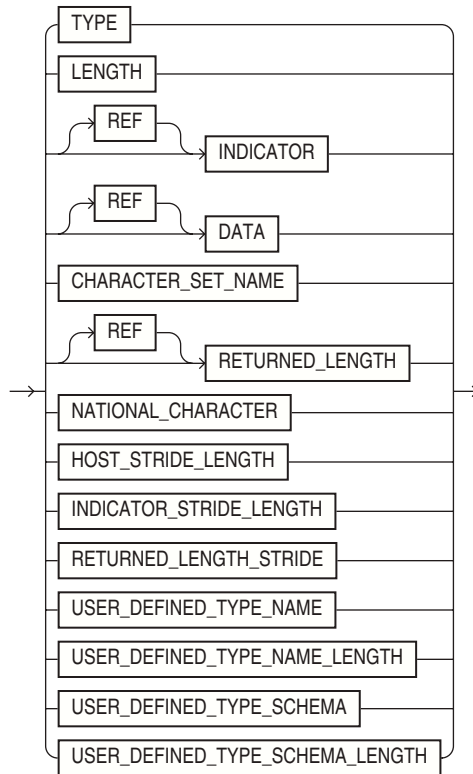 TYPE
LENGTH
REF
INDICATOR
REF
DATA
CHARACTER_SET_NAME
REF
RETURNED_LENGTH
NATIONAL_CHARACTER
HOST_STRIDE_LENGTH
INDICATOR_STRIDE_LENGTH
RETURNED_LENGTH_STRIDE
USER_DEFINED_TYPE_NAME
USER_DEFINED_TYPE_NAME_LENGTH
USER_DEFINED_TYPE_SCHEMA
USER_DEFINED_TYPE_SCHEMA_LENGTH